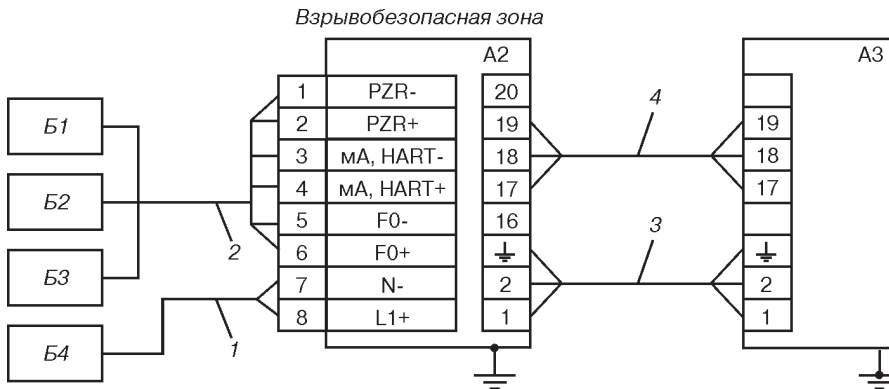 Взрывобезопасная зона
А2
А3
Б1
Б2
Б3
Б4
1 PZR-
2 PZR+
3 мА, HART-
4 мА, HART+
5 F0-
6 F0+
7 N-
8 L1+
20
19
18
17
16
2
1
19
18
17
2
1
4
3
2
1